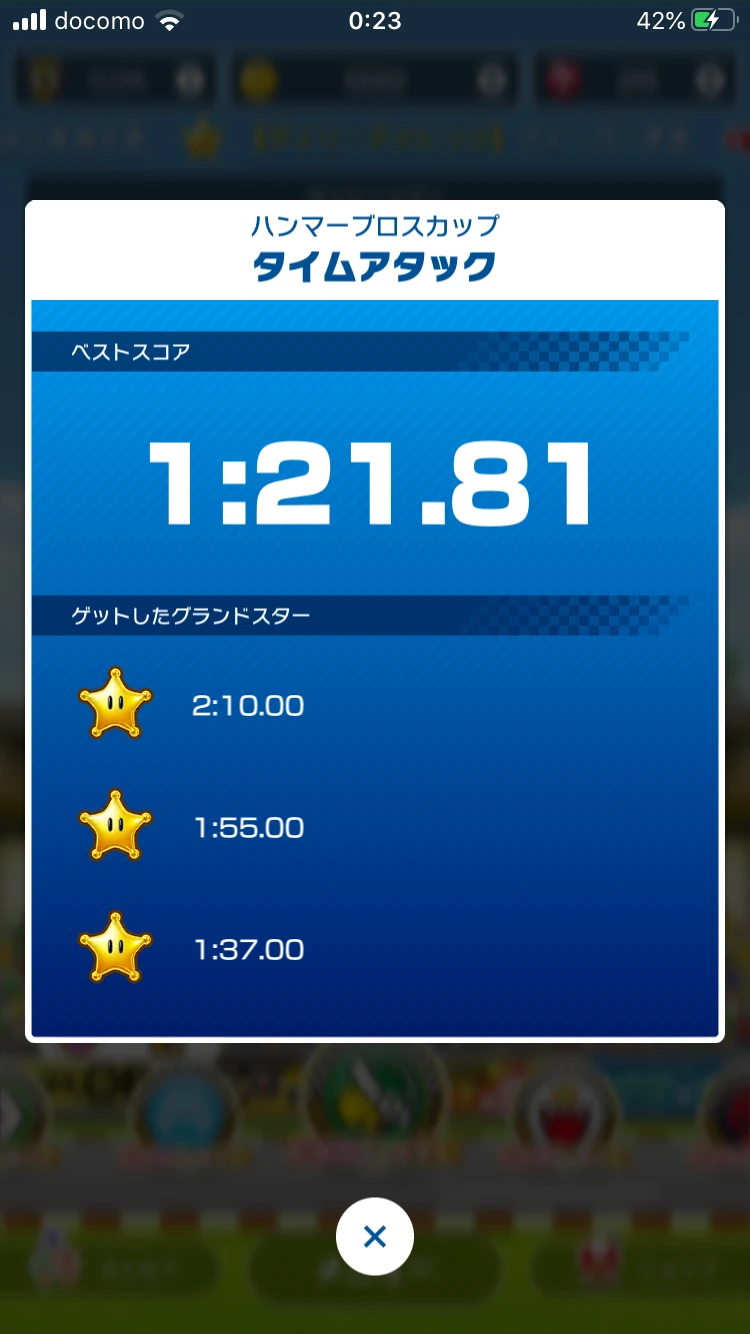 docomo 0:23 42%
ハンマーブロスカップ
タイムアタック
ベストスコア
1:21.81
ゲットしたグランドスター
2:10.00
1:55.00
1:37.00